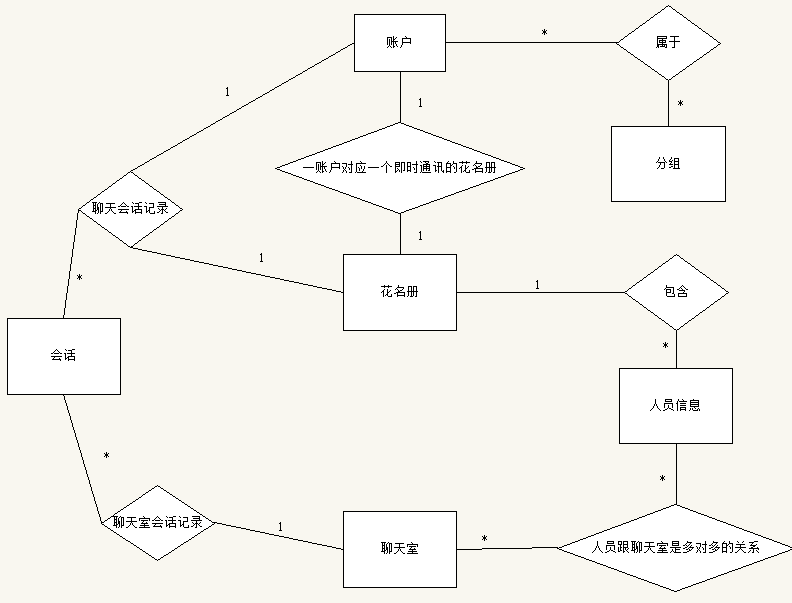 账户
*
属于
1
1
*
分组
一账户对应一个即时通讯的花名册
聊天会话记录
1
1
*
花名册
1
包含
*
会话
人员信息
*
*
聊天室会话记录
1
聊天室
*
人员跟聊天室是多对多的关系